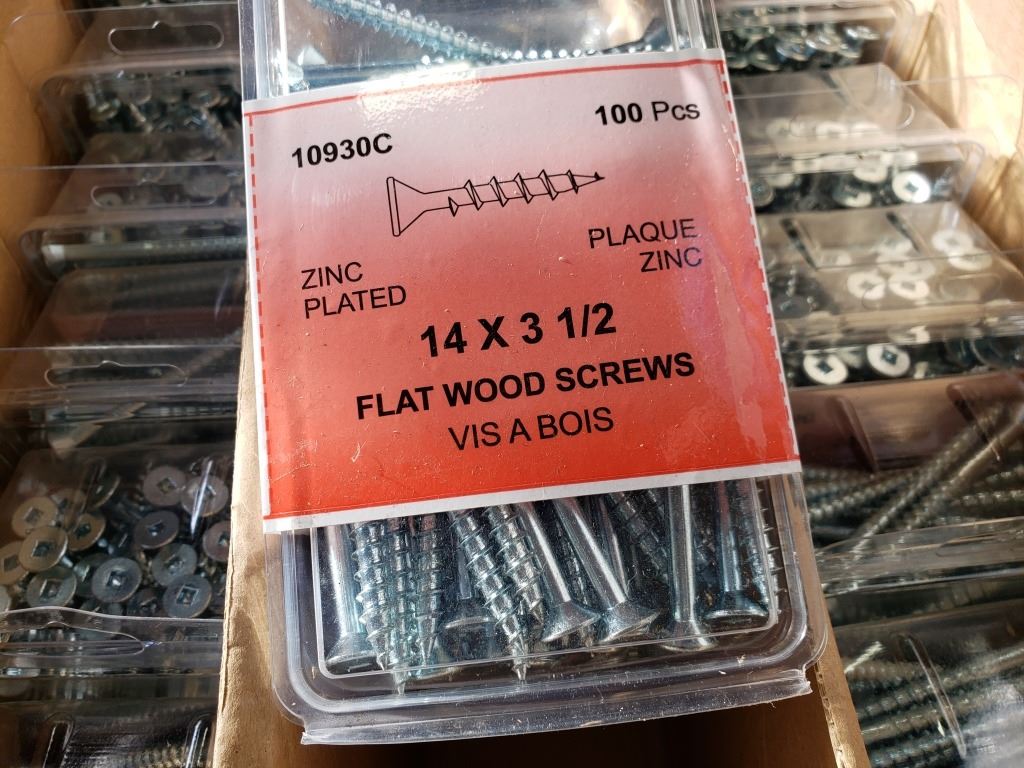 10930C
100 Pcs
ZINC
PLATED
PLAQUE
ZINC
14 X 3 1/2
FLAT WOOD SCREWS
VIS A BOIS